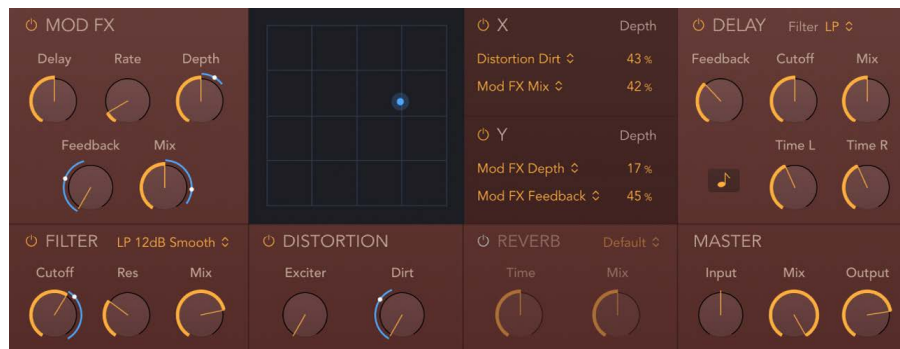 MOD FX
Delay Rate Depth
Feedback Mix
X Depth
Distortion Dirt 43 %
Mod FX Mix 42 %
Y Depth
Mod FX Depth 17 %
Mod FX Feedback 45 %
DELAY Filter LP
Feedback Cutoff Mix
Time L Time R
FILTER LP 12dB Smooth
Cutoff Res Mix
DISTORTION
Exciter Dirt
REVERB Default
Time Mix
MASTER
Input Mix Output